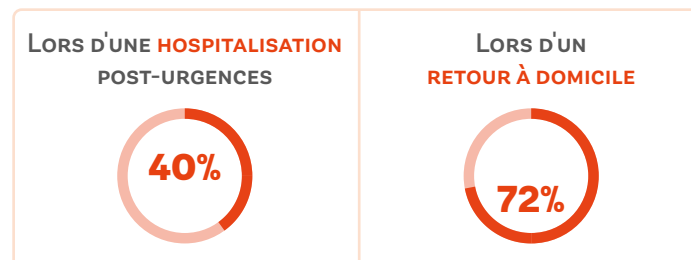 Lors d'une hospitalisation
post-urgences
40%
Lors d'un
retour à domicile
72%